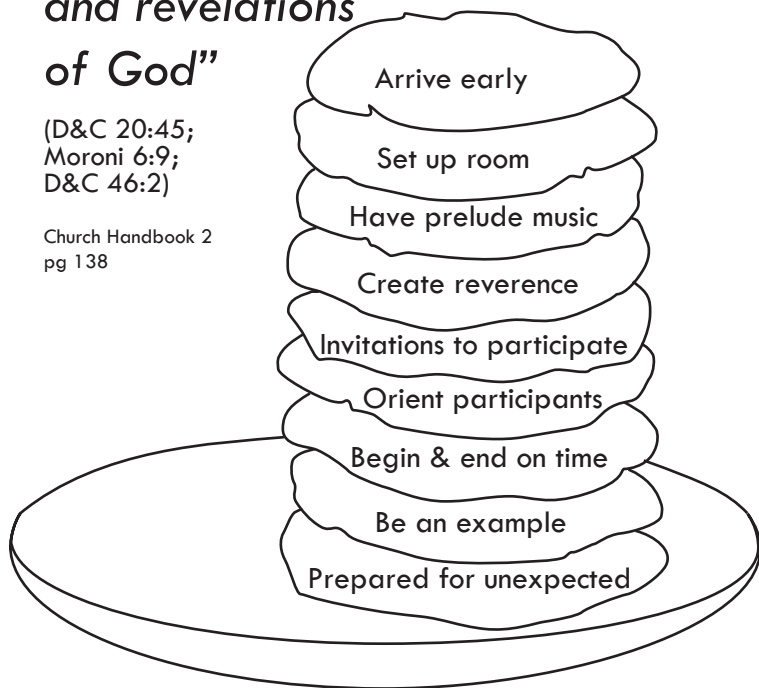 and revelations
of God”
(D&C 20:45;
Moroni 6:9;
D&C 46:2)
Church Handbook 2
pg 138
Arrive early
Set up room
Have prelude music
Create reverence
Invitations to participate
Orient participants
Begin & end on time
Be an example
Prepared for unexpected